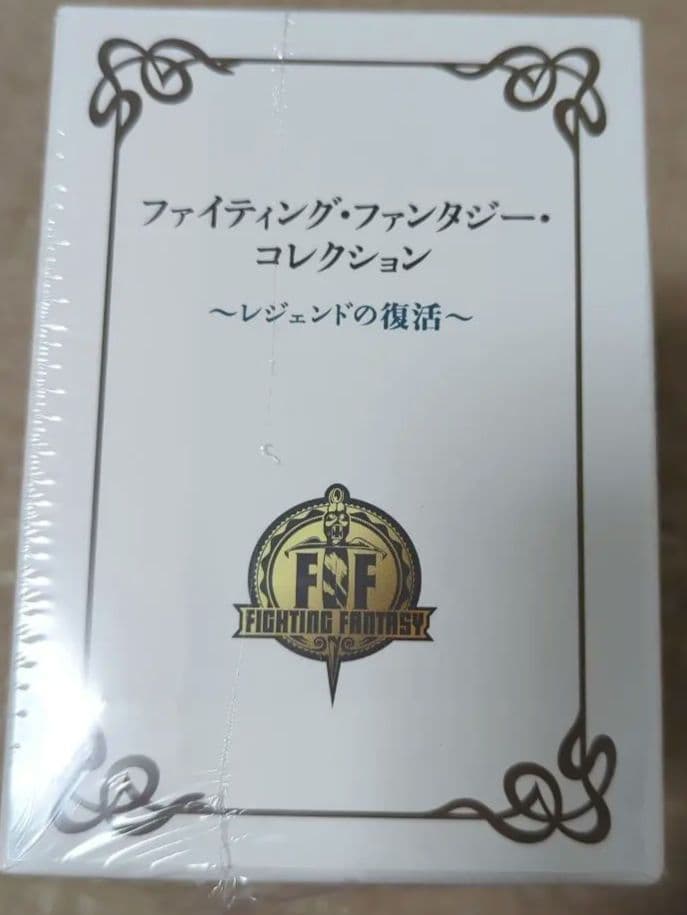 ファイティング・ファンタジー・
コレクション
～レジェンドの復活～
FF
FIGHTING FANTASY